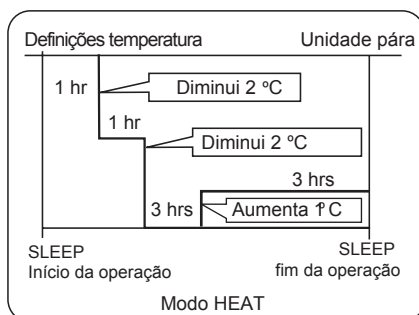 Definições temperatura Unidade pára
1 hr Diminui 2 ºC
1 hr
Diminui 2 ºC
3 hrs
3 hrs Aumenta 1ºC
SLEEP SLEEP
Início da operação fim da operação
Modo HEAT